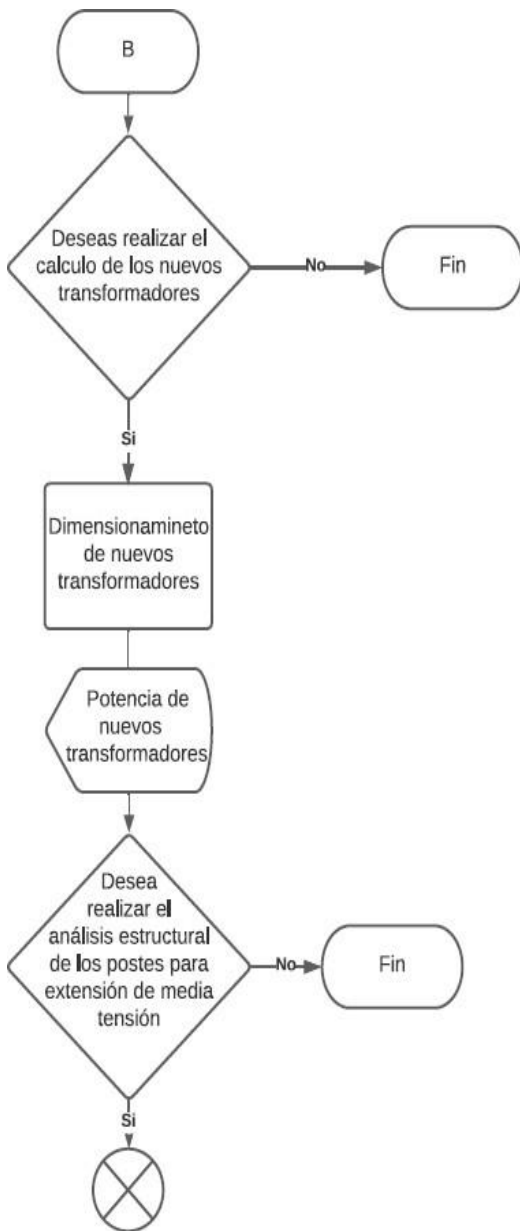 B
Deseas realizar el
calculo de los nuevos
transformadores
No
Fin
Si
Dimensionamineto
de nuevos
transformadores
Potencia de
nuevos
transformadores
Desea
realizar el
análisis estructural
de los postes para
extensión de media
tensión
No
Fin
Si